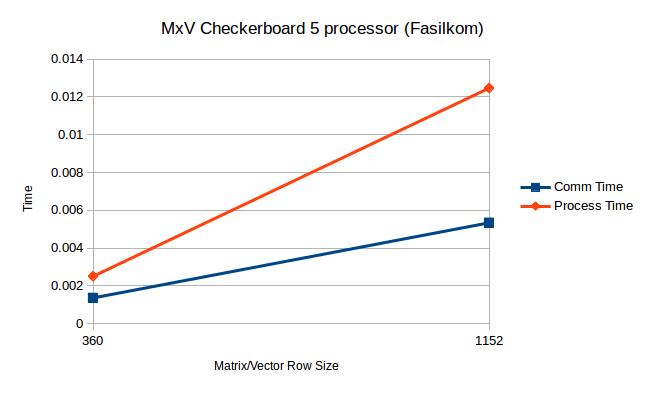 MxV Checkerboard 5 processor (Fasilkom)
0.014
0.012
0.01
0.008
0.006
0.004
0.002
0
Time
360
1152
Matrix/Vector Row Size
Comm Time
Process Time